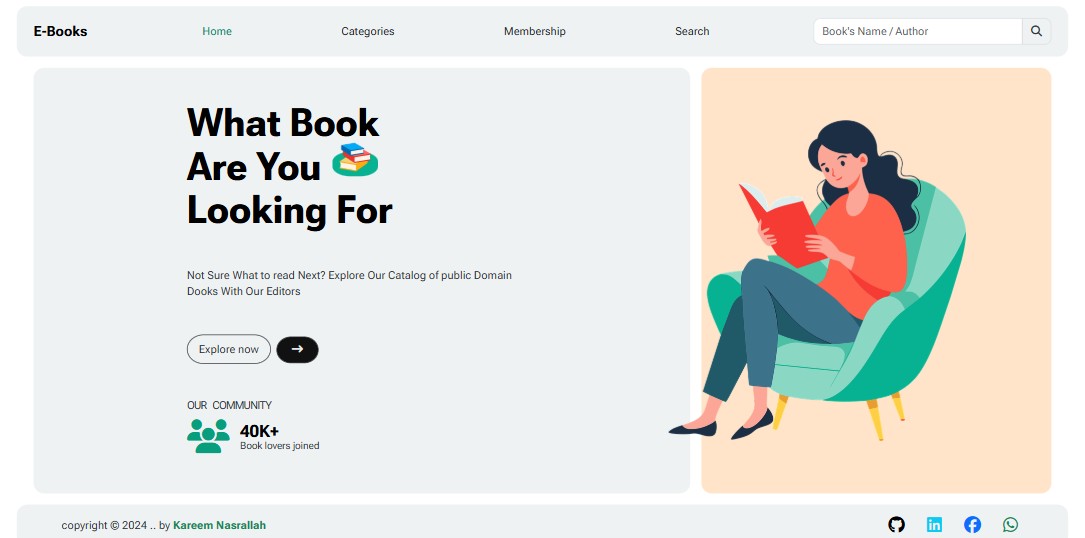 E-Books
Home
Categories
Membership
Search
Book's Name / Author
What Book
Are You
Looking For
Not Sure What to read Next? Explore Our Catalog of public Domain
Dooks With Our Editors
Explore now
OUR COMMUNITY
40K+
Book lovers joined
copyright © 2024 .. by Kareem Nasrallah
in